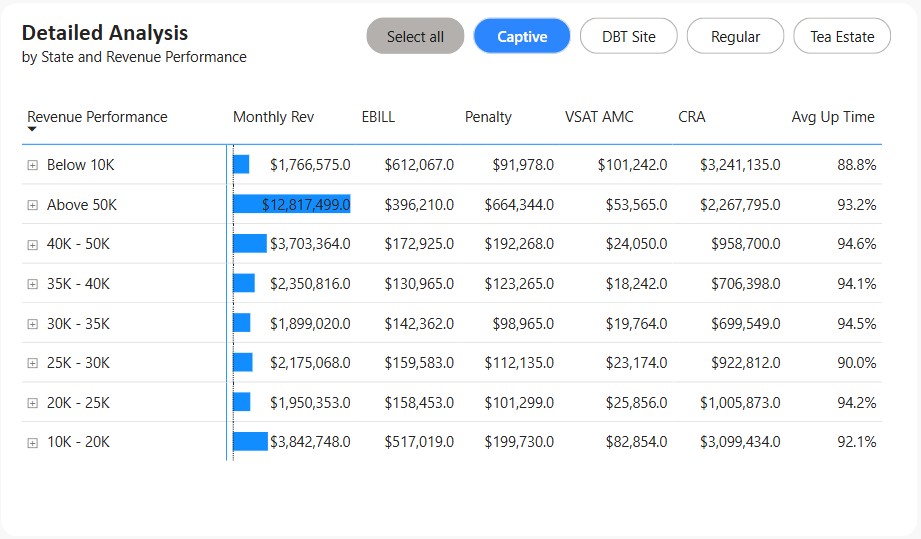 Detailed Analysis
by State and Revenue Performance
Select all Captive DBT Site Regular Tea Estate
Revenue Performance Monthly Rev EBILL Penalty VSAT AMC CRA Avg Up Time
Below 10K $1,766,575.0 $612,067.0 $91,978.0 $101,242.0 $3,241,135.0 88.8%
Above 50K $12,817,499.0 $396,210.0 $664,344.0 $53,565.0 $2,267,795.0 93.2%
40K - 50K $3,703,364.0 $172,925.0 $192,268.0 $24,050.0 $958,700.0 94.6%
35K - 40K $2,350,816.0 $130,965.0 $123,265.0 $18,242.0 $706,398.0 94.1%
30K - 35K $1,899,020.0 $142,362.0 $98,965.0 $19,764.0 $699,549.0 94.5%
25K - 30K $2,175,068.0 $159,583.0 $112,135.0 $23,174.0 $922,812.0 90.0%
20K - 25K $1,950,353.0 $158,453.0 $101,299.0 $25,856.0 $1,005,873.0 94.2%
10K - 20K $3,842,748.0 $517,019.0 $199,730.0 $82,854.0 $3,099,434.0 92.1%